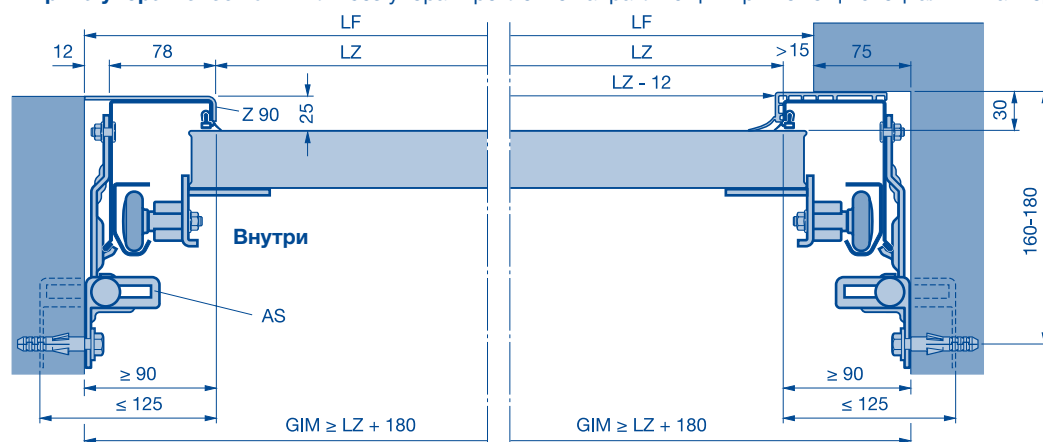 LF LF
12 78 LZ LZ >15 75
LZ - 12
Z 90 25 30
160-180
Внутри
AS
≥ 90 ≥ 90
≤ 125 ≤ 125
GIM ≥ LZ + 180 GIM ≥ LZ + 180